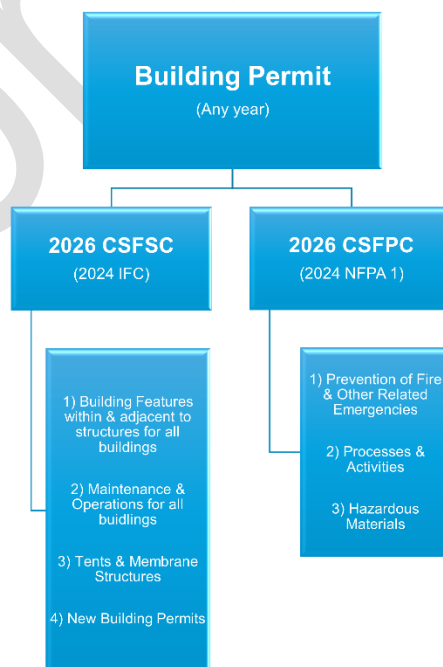 Building Permit
(Any year)
2026 CSFSC
(2024 IFC)
2026 CSFPC
(2024 NFPA 1)
1) Building Features
within & adjacent to
structures for all
buildings
2) Maintenance &
Operations for all
buidlings
3) Tents & Membrane
Structures
4) New Building Permits
1) Prevention of Fire
& Other Related
Emergencies
2) Processes &
Activities
3) Hazardous
Materials